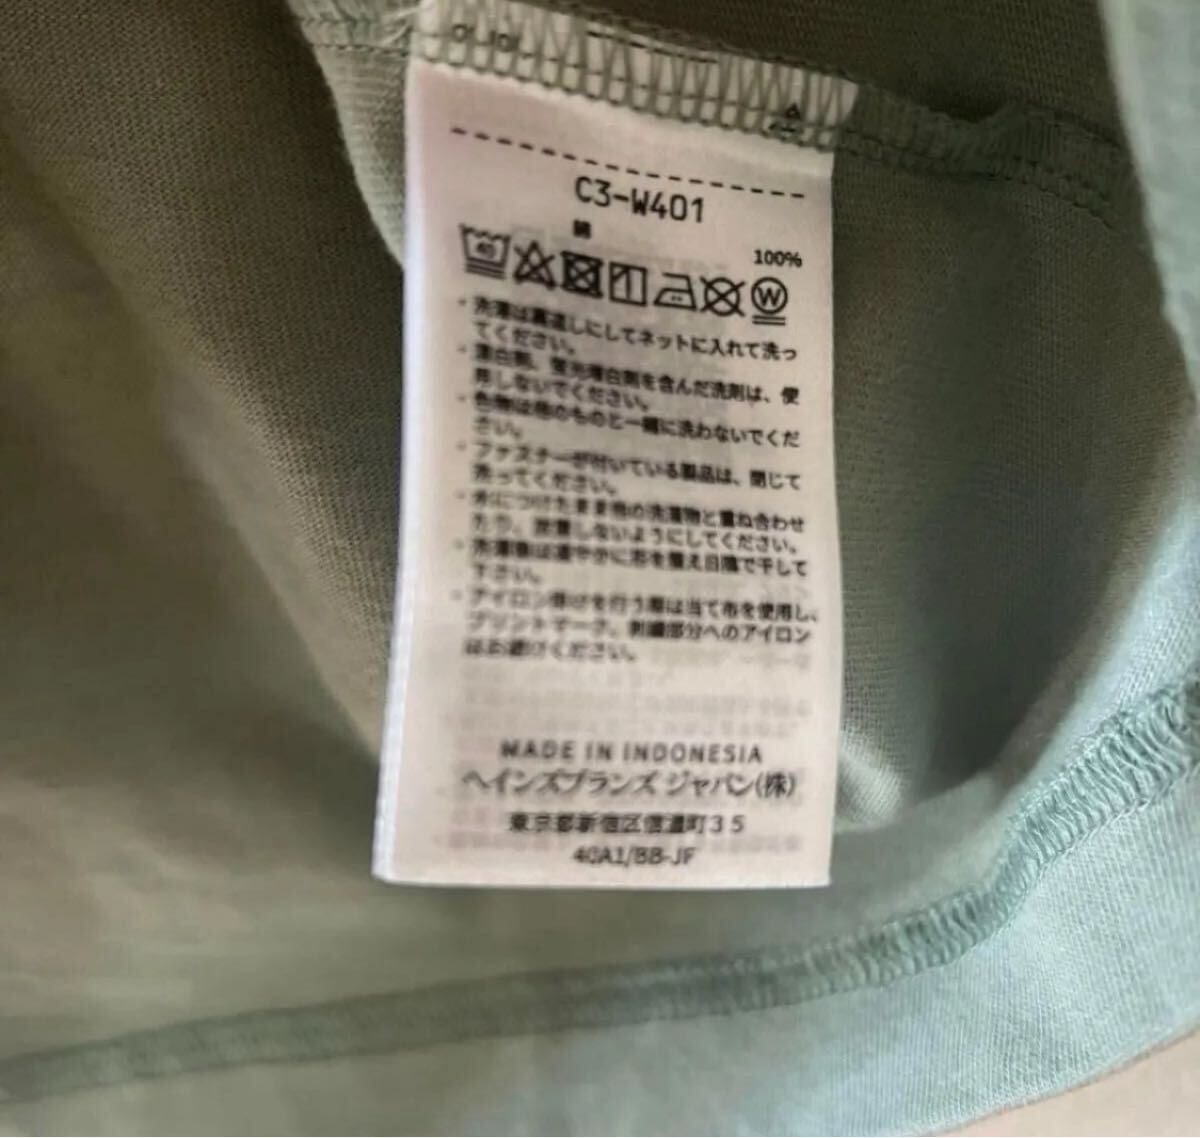 C3-W401
綿
100%
40
W
・洗濯は裏返しにしてネットに入れて洗っ
てください。
・漂白剤、蛍光増白剤を含んだ洗剤は、使
用しないでください。
・色物は他のものと一緒に洗わないでくだ
さい。
・ファスナーが付いている製品は、閉じて
洗ってください。
・水につけたまま他の洗濯物と重ね合わせ
たり、放置しないようにしてください。
・洗濯後は速やかに形を整え日陰で干して
下さい。
・アイロン掛けを行う際は当て布を使用し、
プリントマーク、刺繍部分へのアイロン
はお避けください。
MADE IN INDONESIA
ヘインズブランズ ジャパン(株)
東京都新宿区信濃町35
40A1/BB-JF